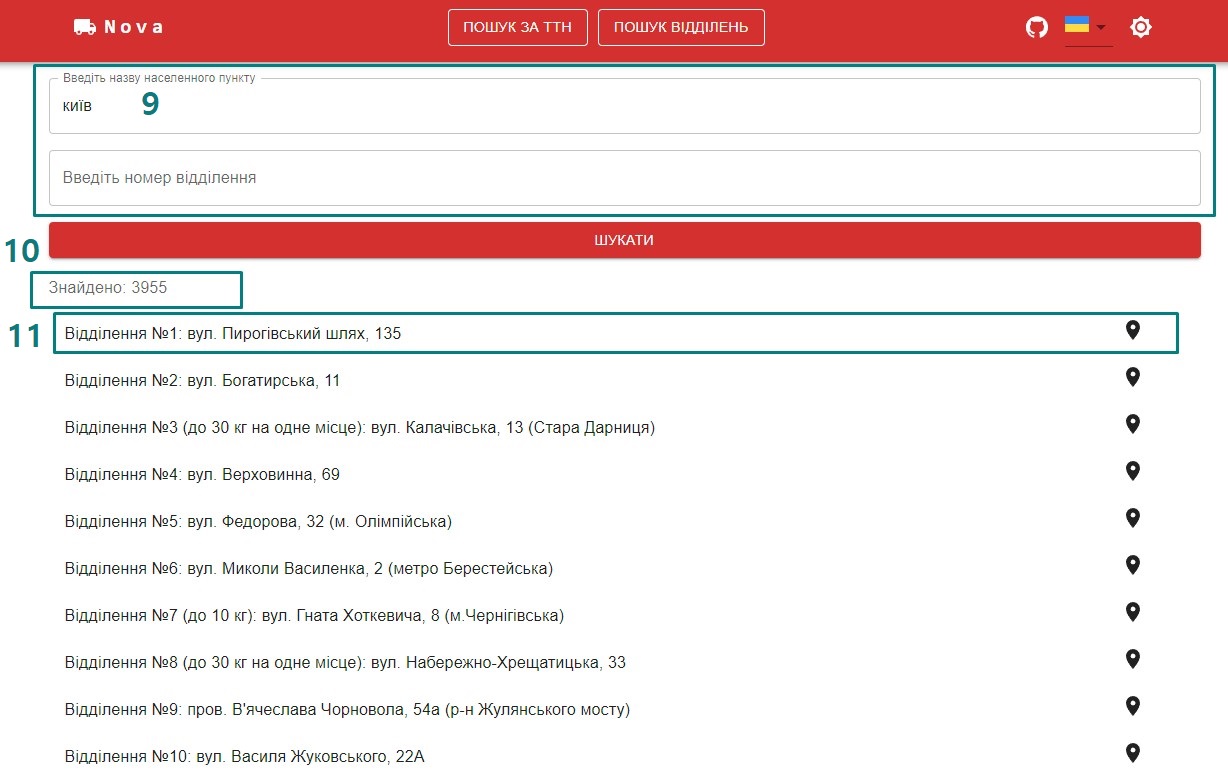 Nova ПОШУК ЗА ТТН ПОШУК ВІДДІЛЕНЬ
Введіть назву населенного пункту
київ 9
Введіть номер відділення
ШУКАТИ
10
Знайдено: 3955
11 Відділення №1: вул. Пирогівський шлях, 135
Відділення №2: вул. Богатирська, 11
Відділення №3 (до 30 кг на одне місце): вул. Калачівська, 13 (Стара Дарниця)
Відділення №4: вул. Верховинна, 69
Відділення №5: вул. Федорова, 32 (м. Олімпійська)
Відділення №6: вул. Миколи Василенка, 2 (метро Берестейська)
Відділення №7 (до 10 кг): вул. Гната Хоткевича, 8 (м.Чернігівська)
Відділення №8 (до 30 кг на одне місце): вул. Набережно-Хрещатицька, 33
Відділення №9: пров. В'ячеслава Чорновола, 54а (р-н Жулянського мосту)
Відділення №10: вул. Василя Жуковського, 22А